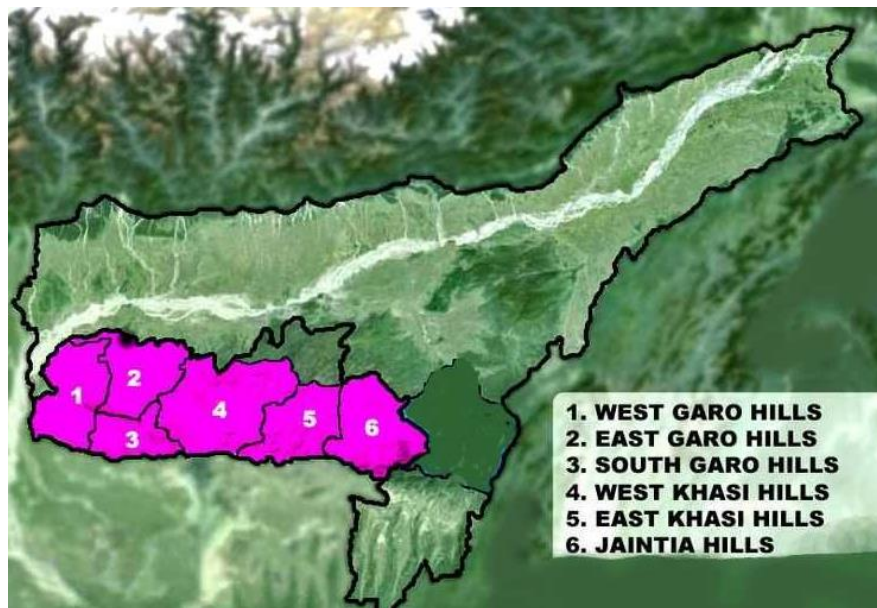 2
1
4
5
6
3
1. WEST GARO HILLS
2. EAST GARO HILLS
3. SOUTH GARO HILLS
4. WEST KHASI HILLS
5. EAST KHASI HILLS
6. JAINTIA HILLS